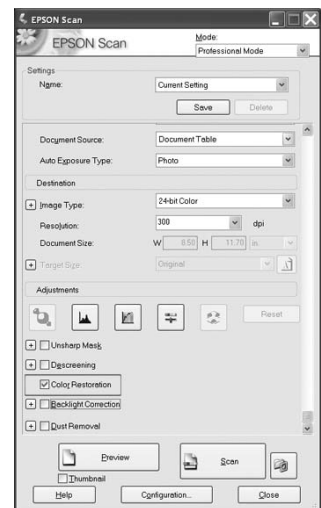 EPSON Scan
EPSON Scan
Mode:
Professional Mode
Settings
Name:
Current Setting
Save
Delete
Document Source:
Document Table
Auto Exposure Type:
Photo
Destination
+ Image Type:
24-bit Color
Resolution:
300
dpi
Document Size:
W 8.50 H 11.70 in.
+ Target Size:
Original
Adjustments
Reset
+ Unsharp Mask
+ Descreening
Color Restoration
+ Backlight Correction
+ Dust Removal
Preview
Scan
Thumbnail
Help
Configuration...
Close